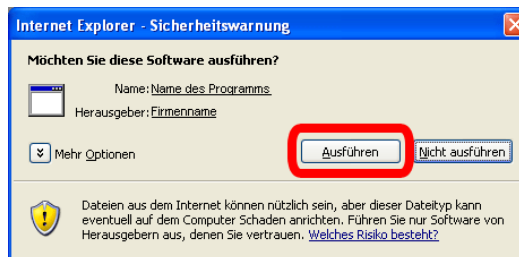 Internet Explorer - Sicherheitswarnung
Möchten Sie diese Software ausführen?
Name: Name des Programms
Herausgeber: Firmenname
Mehr Optionen
Ausführen
Nicht ausführen
Dateien aus dem Internet können nützlich sein, aber dieser Dateityp kann
eventuell auf dem Computer Schaden anrichten. Führen Sie nur Software von
Herausgebern aus, denen Sie vertrauen. Welches Risiko besteht?